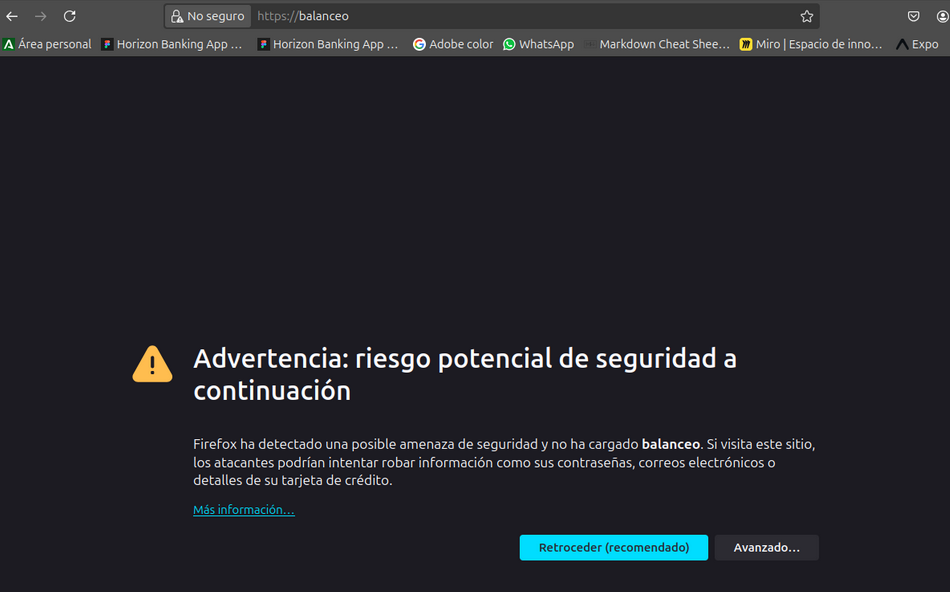 No seguro https://balanceo
Área personal Horizon Banking App … Horizon Banking App … Adobe color WhatsApp Markdown Cheat Shee… Miro | Espacio de inno… Expo
Advertencia: riesgo potencial de seguridad a
continuación
Firefox ha detectado una posible amenaza de seguridad y no ha cargado balanceo. Si visita este sitio,
los atacantes podrían intentar robar información como sus contraseñas, correos electrónicos o
detalles de su tarjeta de crédito.
Más información…
Retroceder (recomendado) Avanzado…